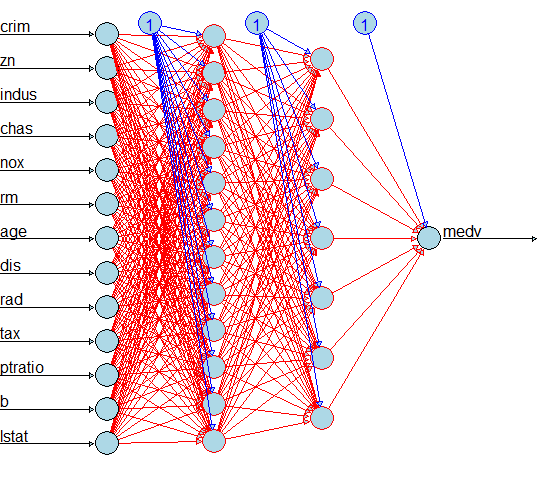 1 1 1
crim
zn
indus
chas
nox
rm
age
medv
dis
rad
tax
ptratio
b
lstat